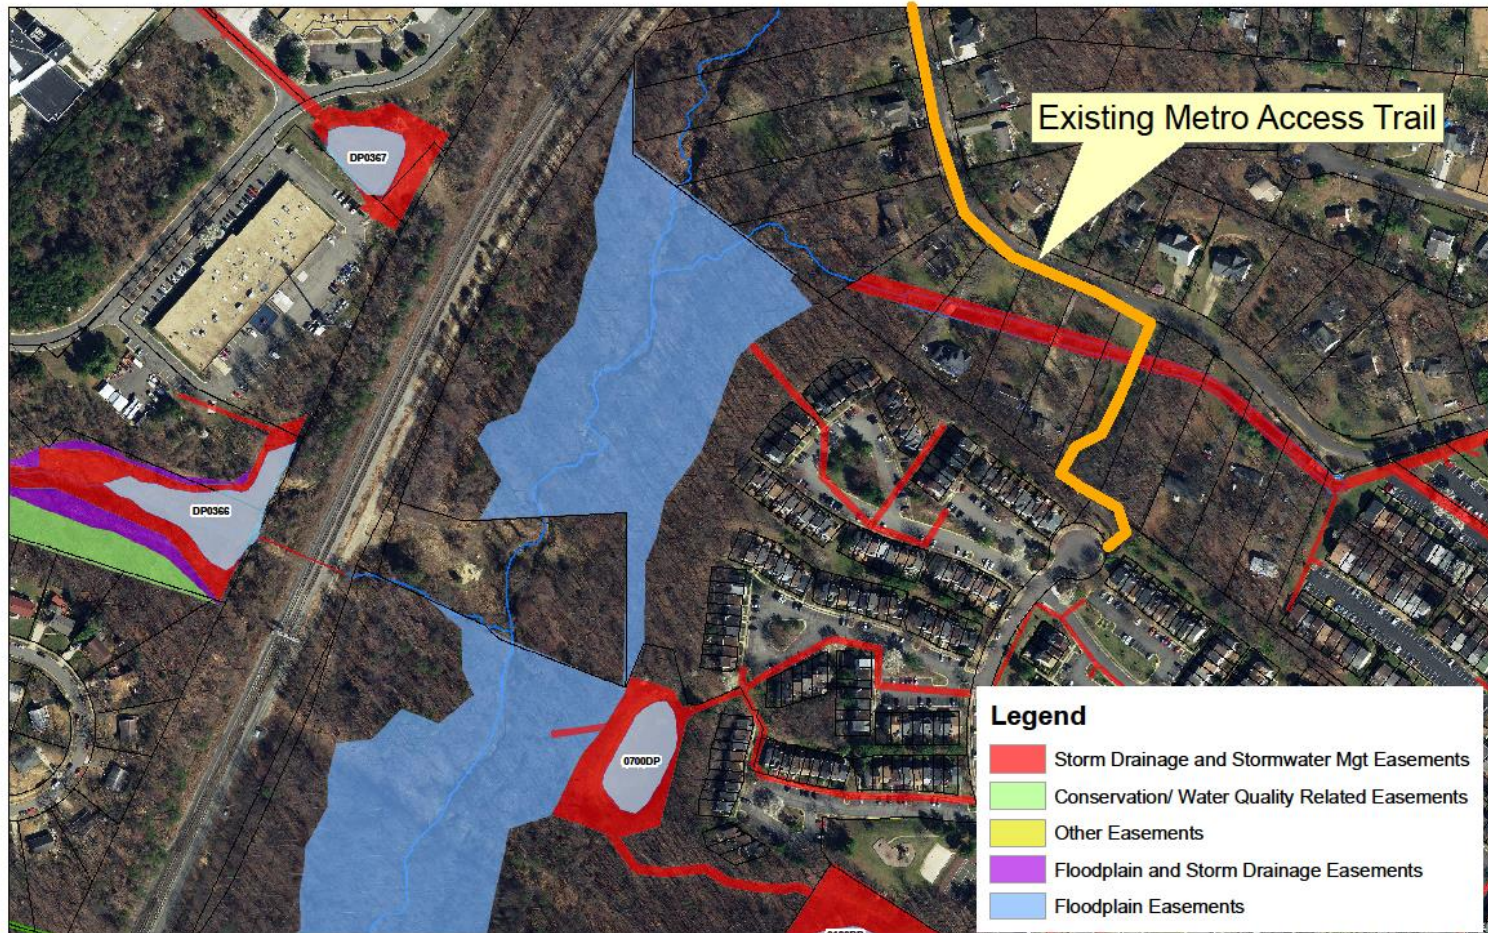 Existing Metro Access Trail
DP0367
DP0366
0700DP
Legend
Storm Drainage and Stormwater Mgt Easements
Conservation/ Water Quality Related Easements
Other Easements
Floodplain and Storm Drainage Easements
Floodplain Easements